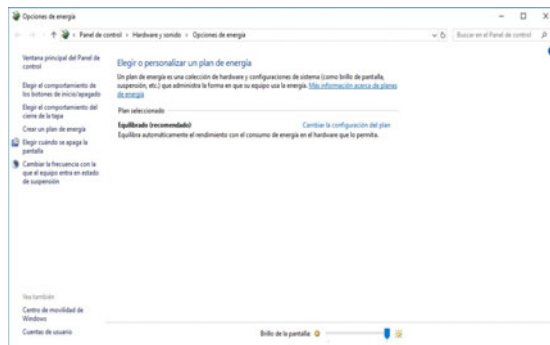 Opciones de energía
Panel de control > Hardware y sonido > Opciones de energía
Buscar en el Panel de control
Ventana principal del Panel de
control
Elegir el comportamiento de
los botones de inicio/apagado
Elegir el comportamiento del
cierre de la tapa
Crear un plan de energía
Elegir cuándo se apaga la
pantalla
Cambiar la frecuencia con la
que el equipo entra en estado
de suspensión
Elegir o personalizar un plan de energía
Un plan de energía es una colección de hardware y configuraciones de sistema (como brillo de pantalla,
suspensión, etc.) que administra la forma en que su equipo usa la energía. Más información acerca de planes
de energía
Plan seleccionado
Equilibrado (recomendado) Cambiar la configuración del plan
Equilibra automáticamente el rendimiento con el consumo de energía en el hardware que lo permita.
Vea también
Centro de movilidad de
Windows
Cuentas de usuario
Brillo de la pantalla: